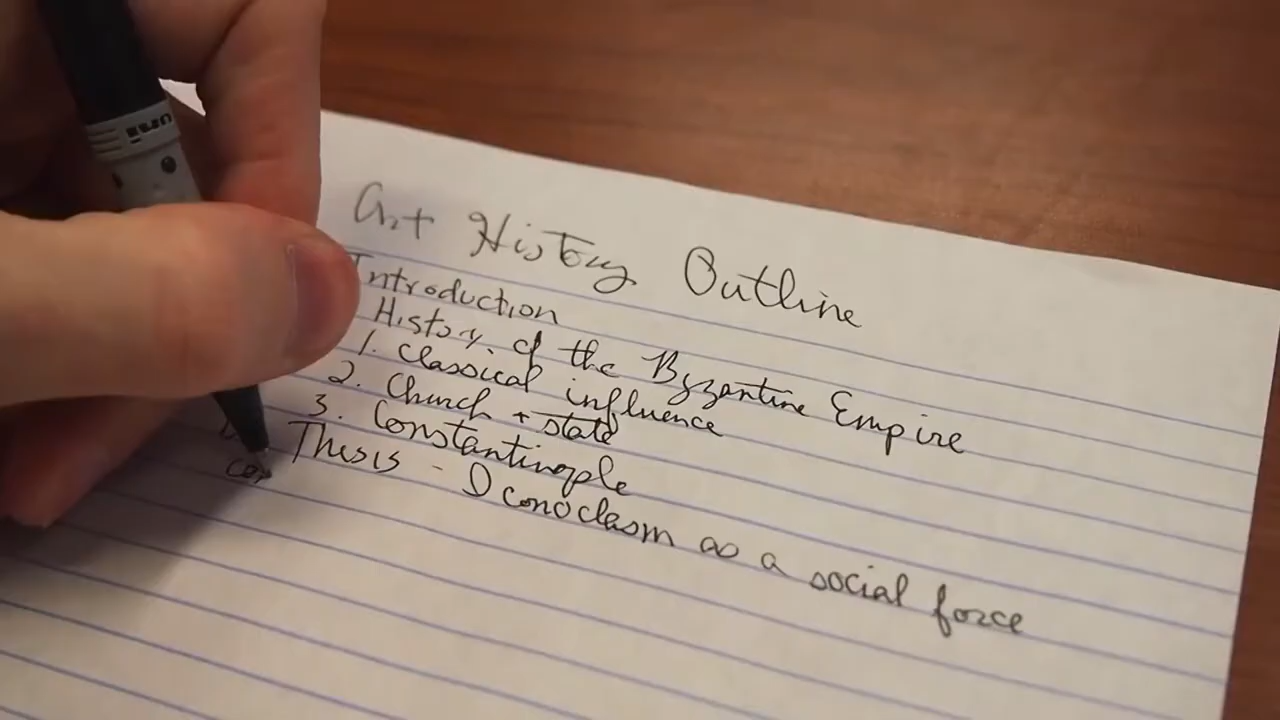 uni
Art History Outline
Introduction
History of the Byzantine Empire
1. Classical influence
2. Church + state
3. Constantinople
Thesis - Iconoclasm as a social force